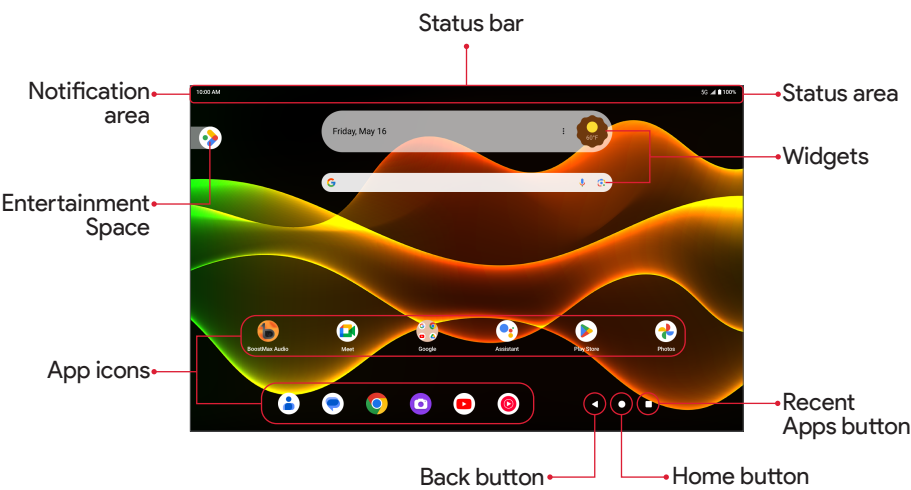 Status bar
Notification
area
10:00 AM
5G
100%
Status area
Friday, May 16
60°F
Widgets
Entertainment
Space
BoostMax Audio
Meet
Google
Assistant
Play Store
Photos
App icons
Recent
Apps button
Back button
Home button